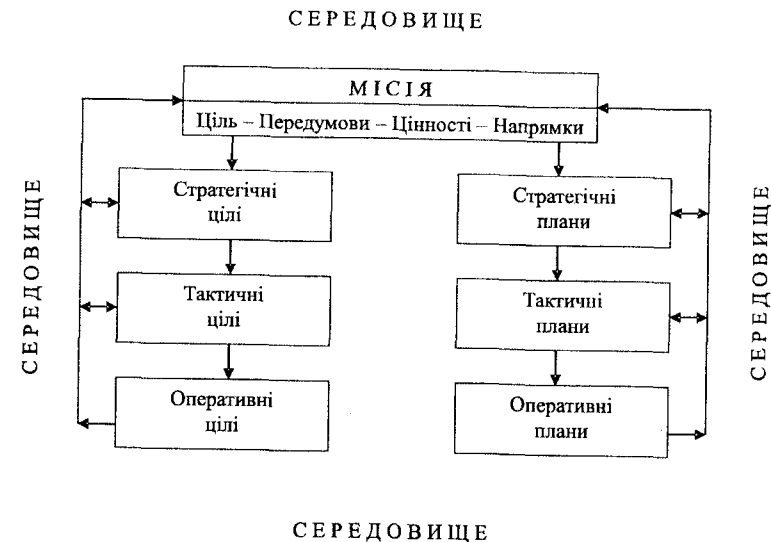 СЕРЕДОВИЩЕ
МІСІЯ
Ціль – Передумови – Цінності – Напрямки
СЕРЕДОВИЩЕ
Стратегічні
цілі
Стратегічні
плани
СЕРЕДОВИЩЕ
Тактичні
цілі
Тактичні
плани
Оперативні
цілі
Оперативні
плани
СЕРЕДОВИЩЕ